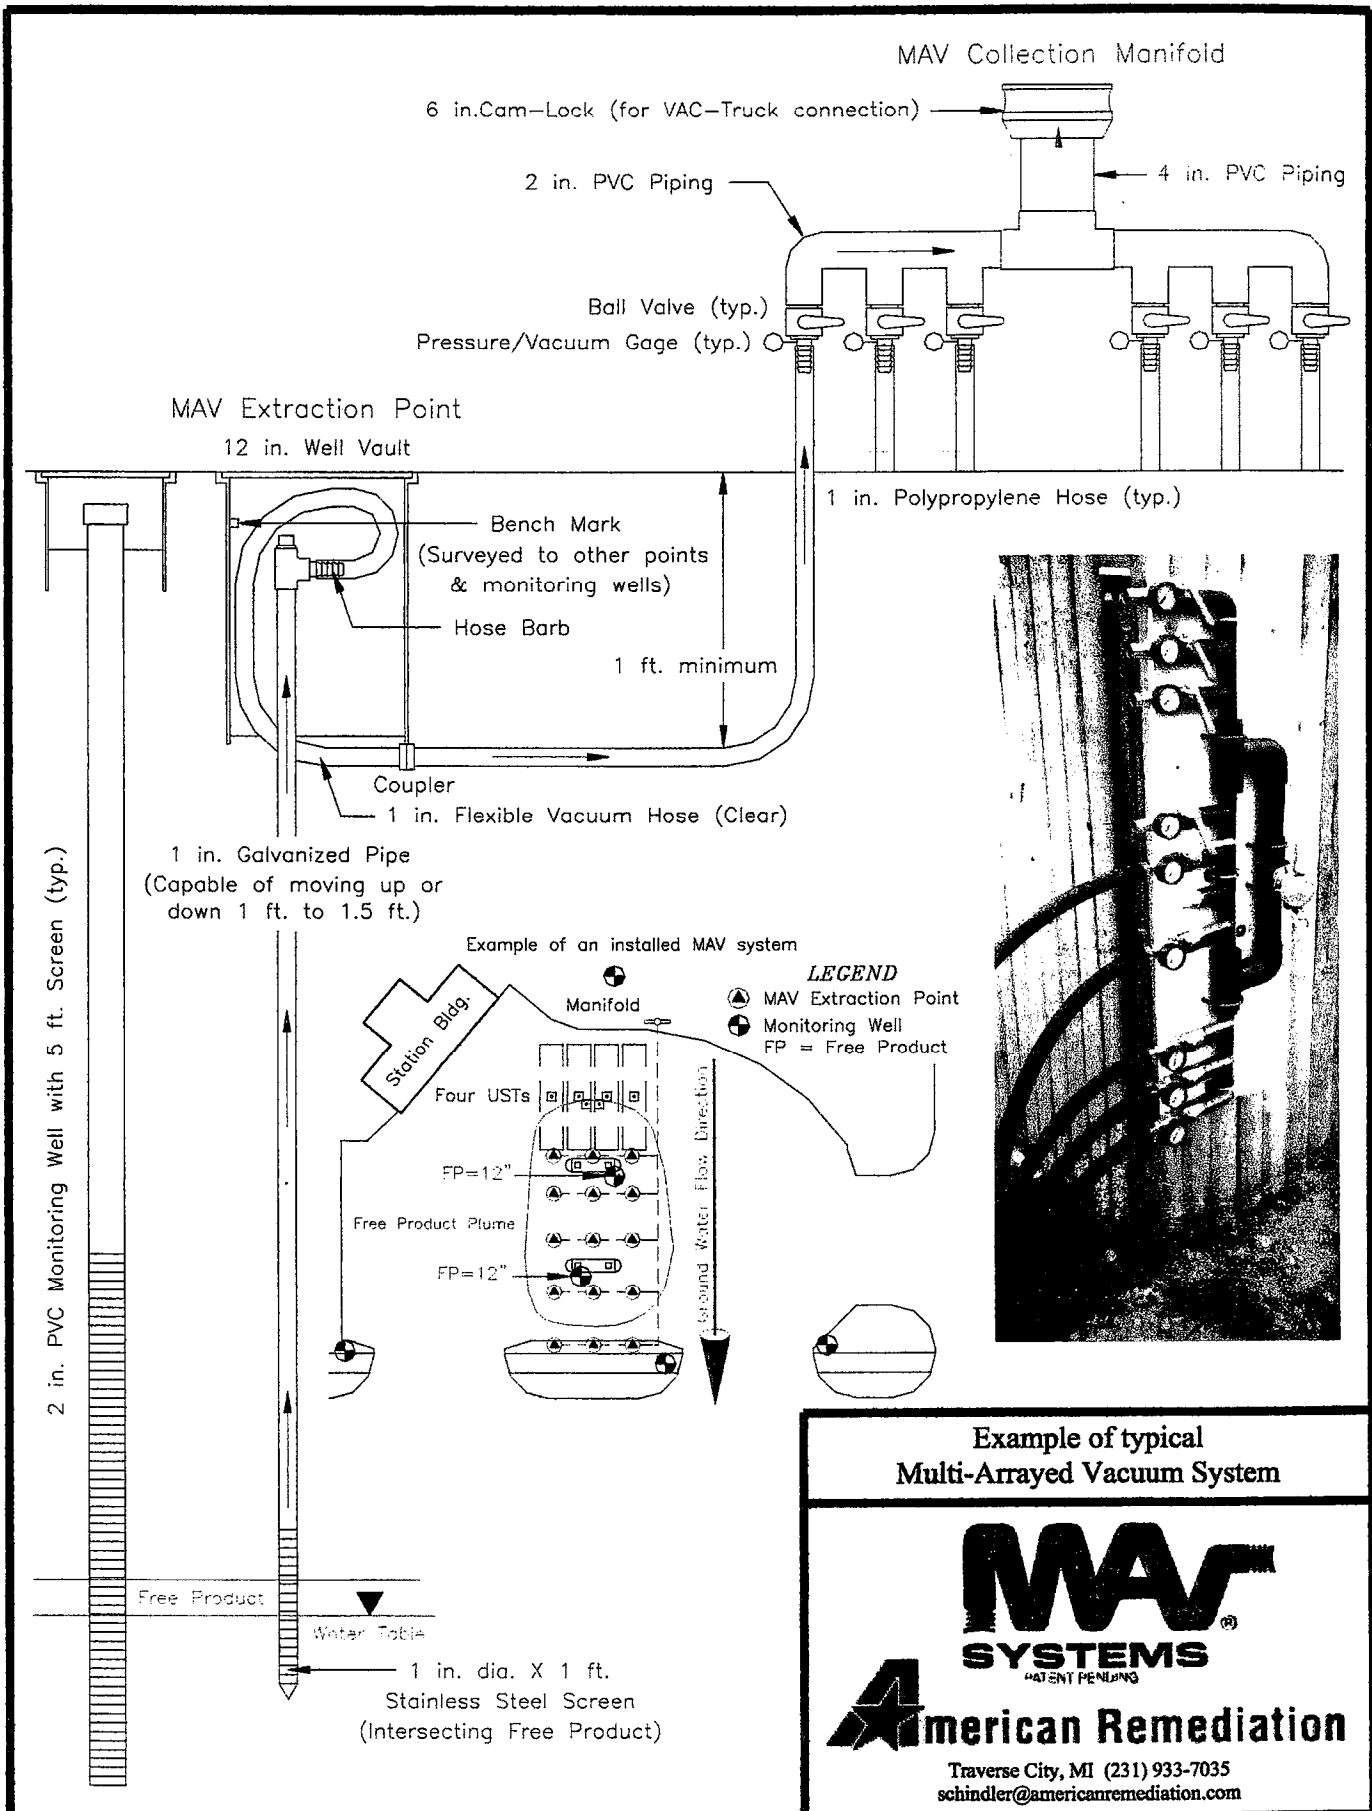 MAV Collection Manifold
6 in.Cam-Lock (for VAC-Truck connection)
2 in. PVC Piping
4 in. PVC Piping
Ball Valve (typ.)
Pressure/Vacuum Gage (typ.)
MAV Extraction Point
12 in. Well Vault
1 in. Polypropylene Hose (typ.)
Bench Mark
(Surveyed to other points
& monitoring wells)
Hose Barb
1 ft. minimum
Coupler
1 in. Flexible Vacuum Hose (Clear)
1 in. Galvanized Pipe
(Capable of moving up or
down 1 ft. to 1.5 ft.)
2 in. PVC Monitoring Well with 5 ft. Screen (typ.)
Example of an installed MAV system
LEGEND
MAV Extraction Point
Monitoring Well
FP = Free Product
Manifold
Station Bldg.
Four USTs
FP=12"
Free Product Plume
FP=12"
Ground Water Flow Direction
Free Product
Water Table
1 in. dia. X 1 ft.
Stainless Steel Screen
(Intersecting Free Product)
Example of typical
Multi-Arrayed Vacuum System
MAV
®
SYSTEMS
PATENT PENDING
American Remediation
Traverse City, MI (231) 933-7035
schindler@americanremediation.com